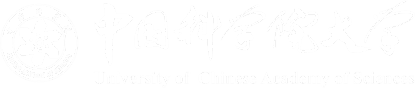 中国科学院大学
University of Chinese Academy of Sciences